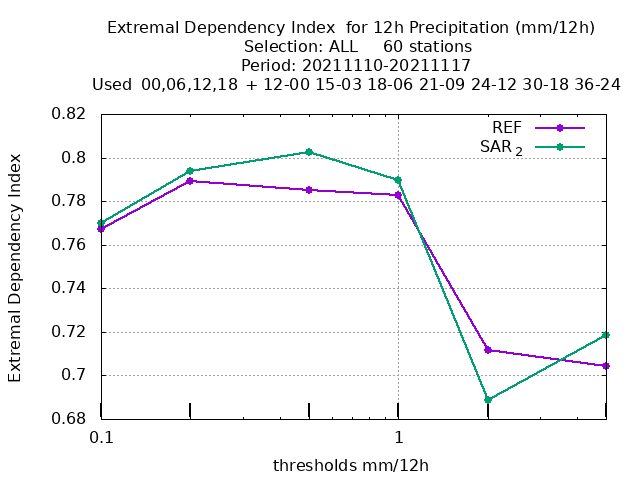 Extremal Dependency Index  for 12h Precipitation (mm/12h)
Selection: ALL     60 stations
Period: 20211110-20211117
Used  00,06,12,18  + 12-00 15-03 18-06 21-09 24-12 30-18 36-24
REF
SAR 2
0.82
0.8
0.78
0.76
0.74
0.72
0.7
0.68
Extremal Dependency Index
0.1
1
thresholds mm/12h